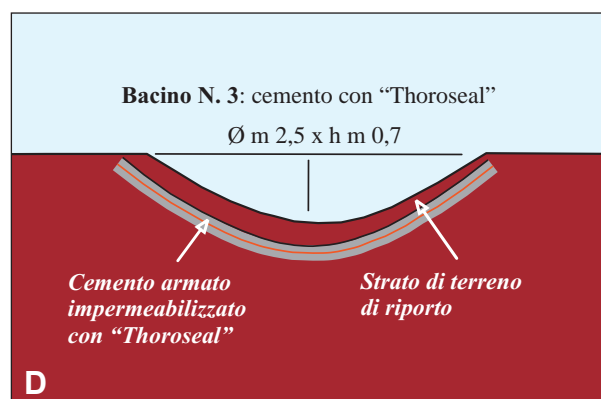 Bacino N. 3: cemento con “Thoroseal”
Ø m 2,5 x h m 0,7
Cemento armato
impermeabilizzato
con “Thoroseal”
Strato di terreno
di riporto
D